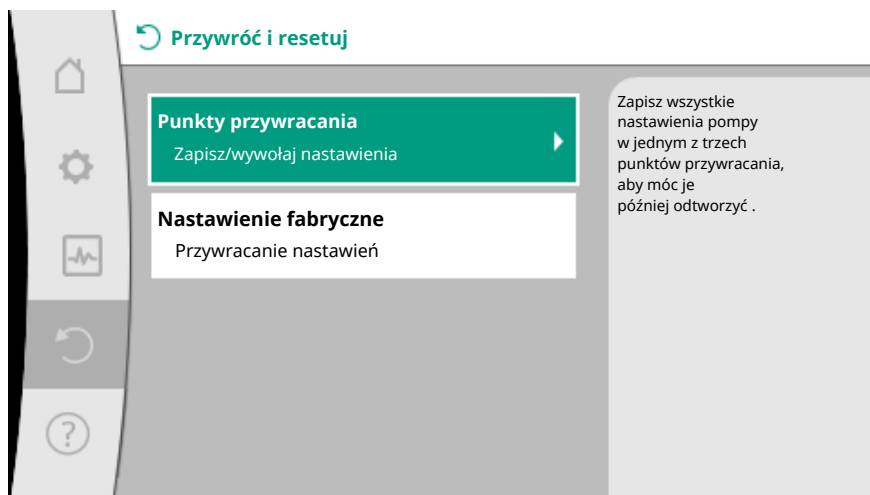 Przywróć i resetuj
Punkty przywracania
Zapisz/wywołaj nastawienia
Nastawienie fabryczne
Przywracanie nastawień
Zapisz wszystkie
nastawienia pompy
w jednym z trzech
punktów przywracania,
aby móc je
później odtworzyć .
?